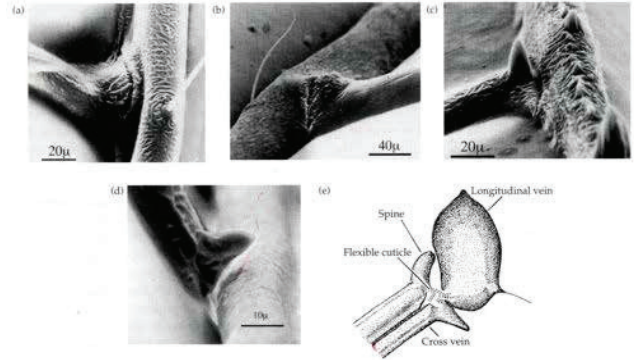 (a)
20μ
(b)
40μ
(c)
20μ
(d)
10μ
(e)
Longitudinal vein
Spine
Flexible cuticle
Cross vein